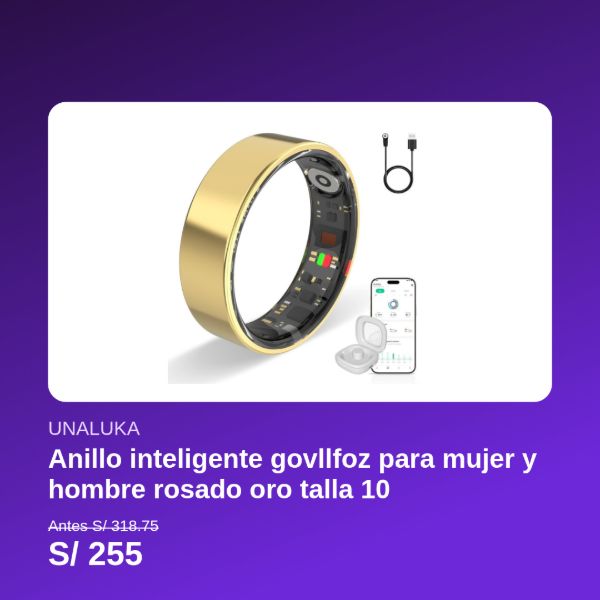 UNALUKA
Anillo inteligente govllfoz para mujer y
hombre rosado oro talla 10
Antes S/ 318.75
S/ 255